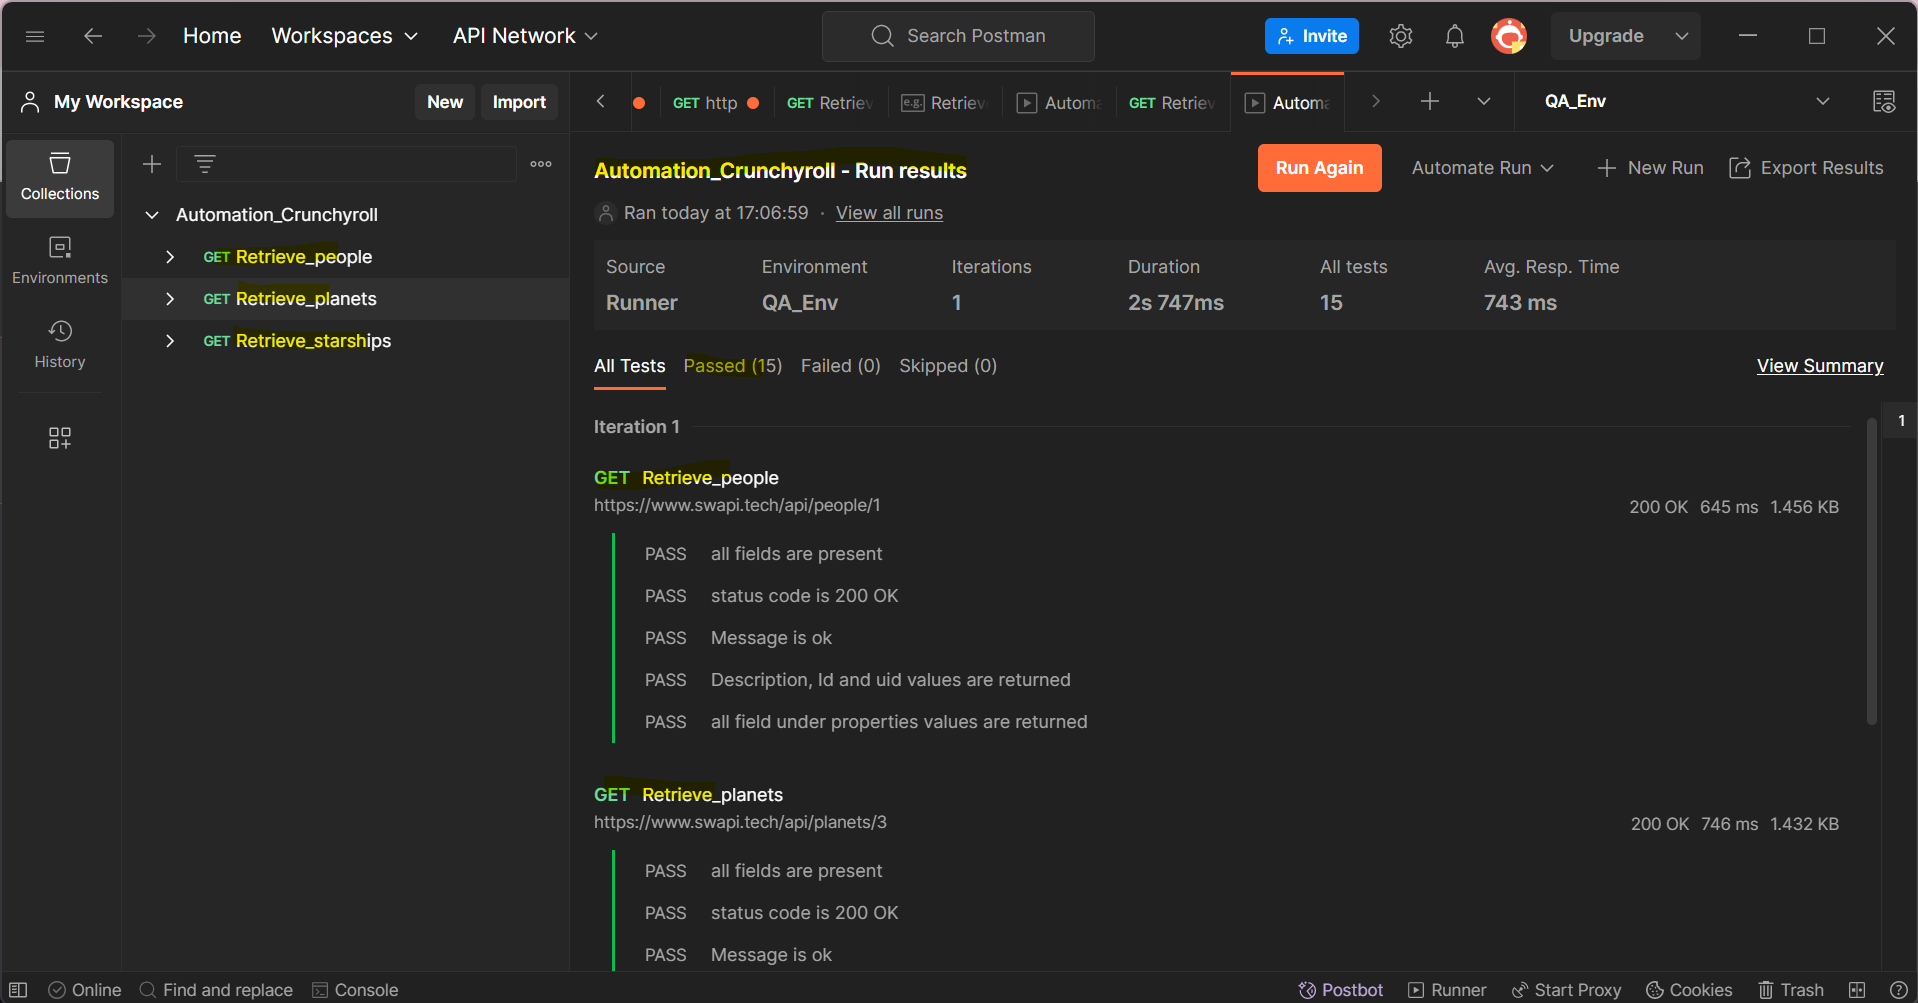 Home Workspaces API Network Search Postman Invite Upgrade
My Workspace New Import GET http GET Retriev e.g. Retriev Automa GET Retriev Automa QA_Env
Collections
Environments
History
Automation_Crunchyroll
GET Retrieve_people
GET Retrieve_planets
GET Retrieve_starships
Automation_Crunchyroll - Run results Run Again Automate Run New Run Export Results
Ran today at 17:06:59 · View all runs
Source Environment Iterations Duration All tests Avg. Resp. Time
Runner QA_Env 1 2s 747ms 15 743 ms
All Tests Passed (15) Failed (0) Skipped (0) View Summary
Iteration 1
1
GET Retrieve_people
https://www.swapi.tech/api/people/1 200 OK 645 ms 1.456 KB
PASS all fields are present
PASS status code is 200 OK
PASS Message is ok
PASS Description, Id and uid values are returned
PASS all field under properties values are returned
GET Retrieve_planets
https://www.swapi.tech/api/planets/3 200 OK 746 ms 1.432 KB
PASS all fields are present
PASS status code is 200 OK
PASS Message is ok
Online Find and replace Console Postbot Runner Start Proxy Cookies Trash